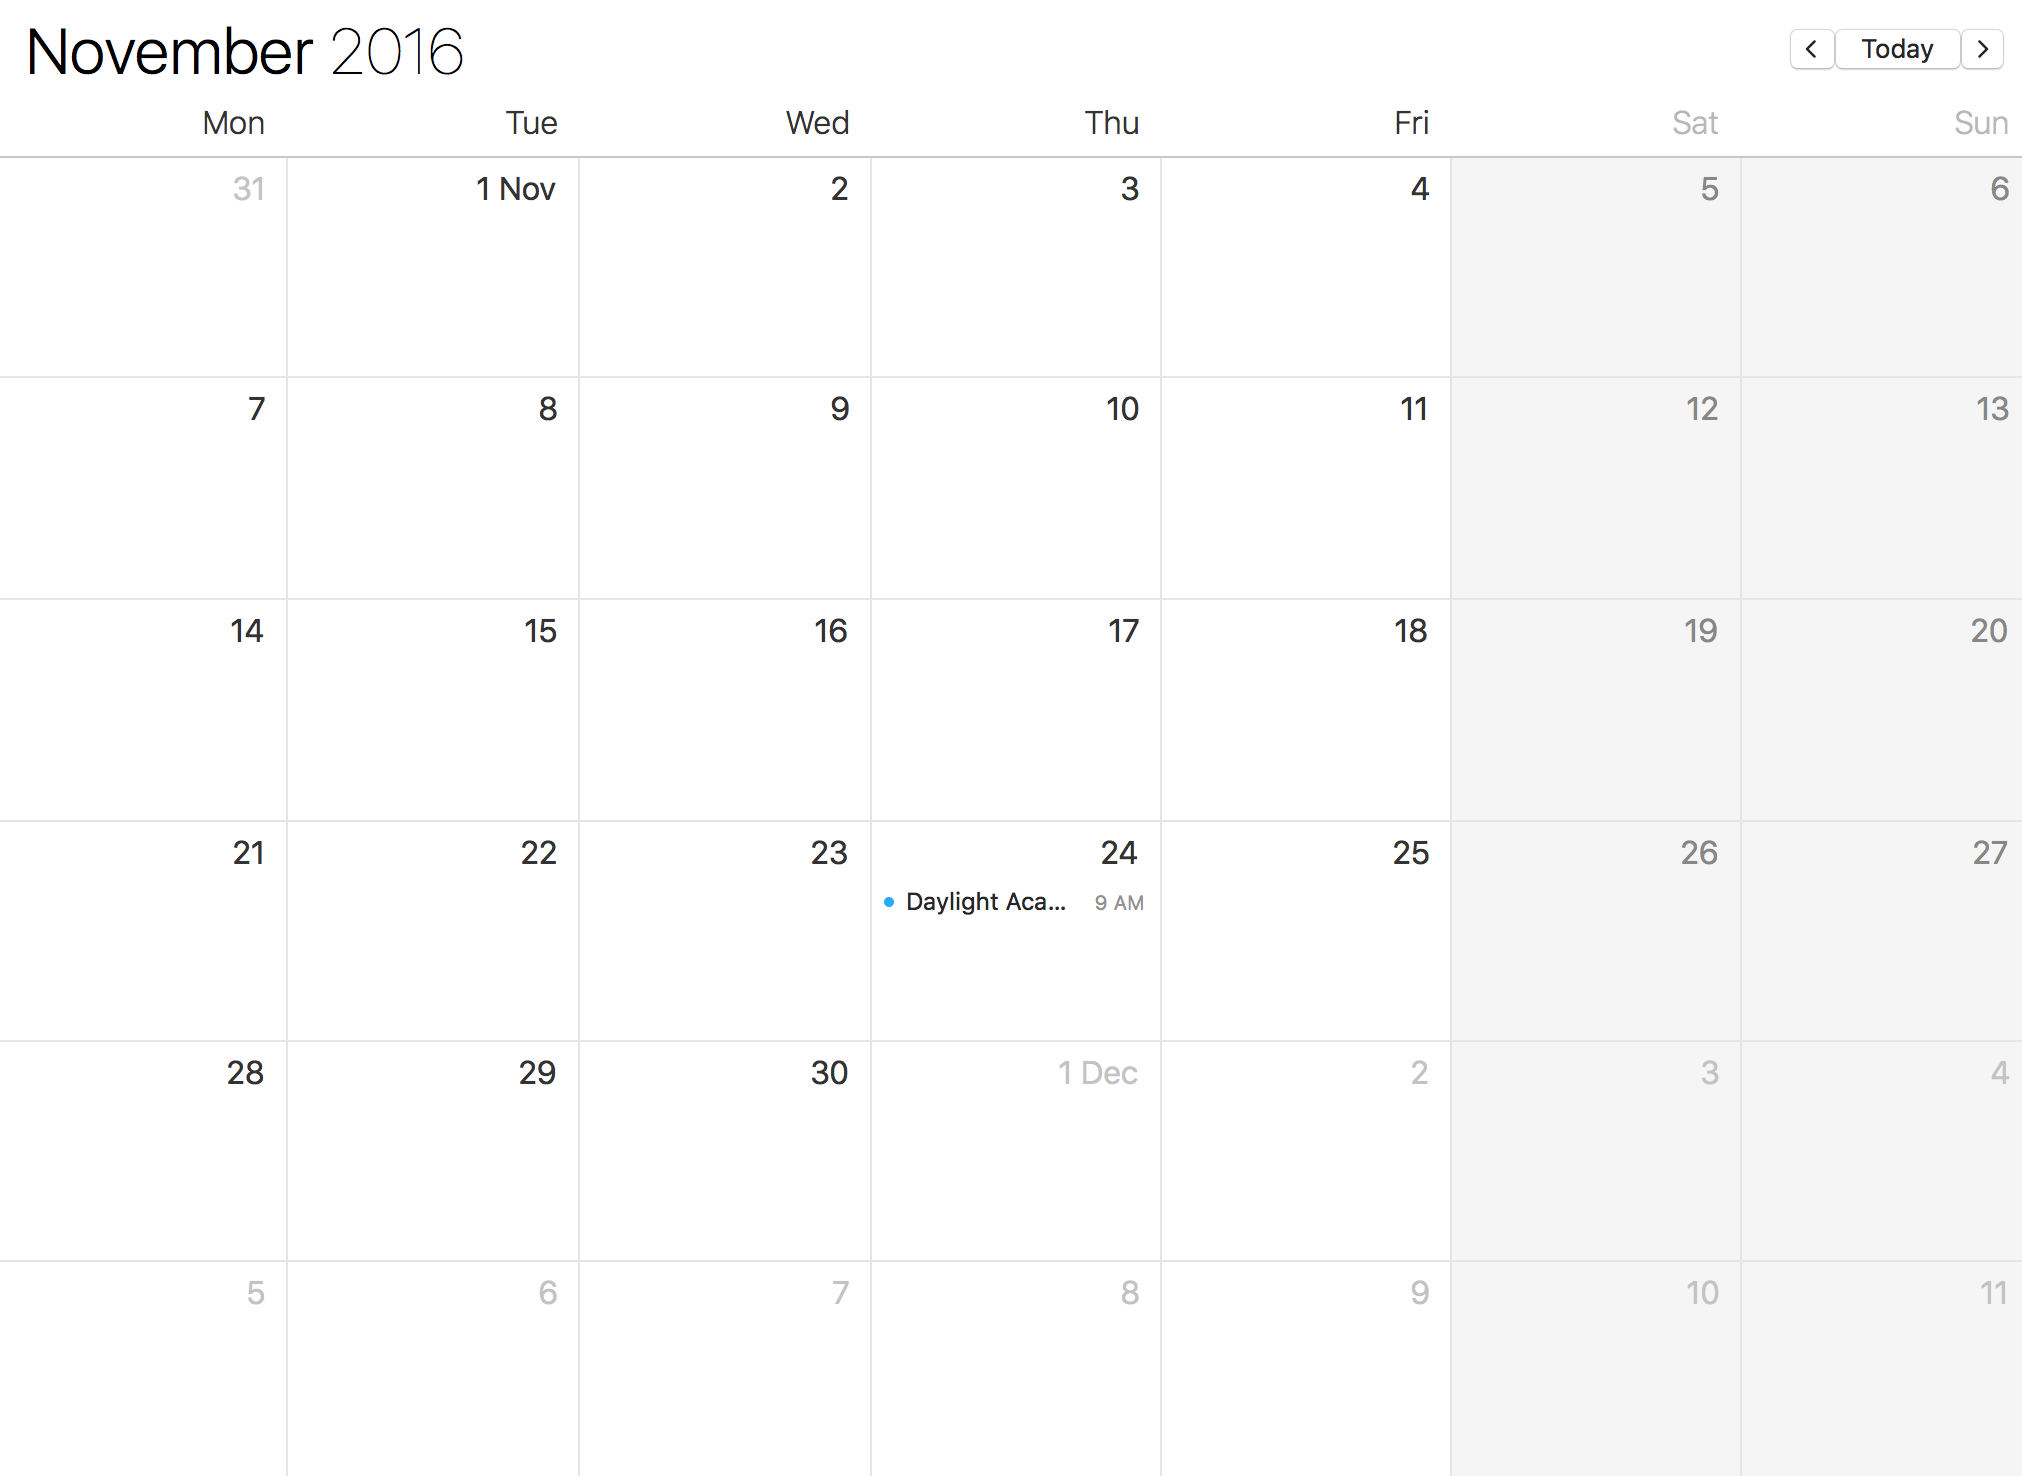 November 2016
< Today >
Mon Tue Wed Thu Fri Sat Sun
31 1 Nov 2 3 4 5 6
7 8 9 10 11 12 13
14 15 16 17 18 19 20
21 22 23 24 25 26 27
Daylight Aca... 9 AM
28 29 30 1 Dec 2 3 4
5 6 7 8 9 10 11